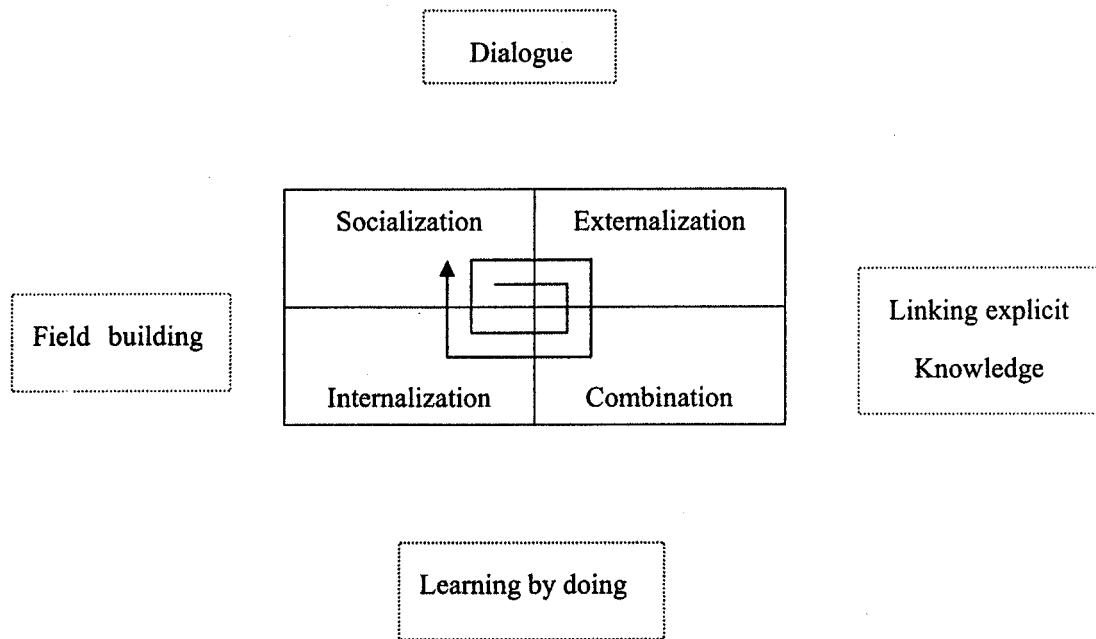 Dialogue
Socialization
Externalization
Field building
Linking explicit
Knowledge
Internalization
Combination
Learning by doing